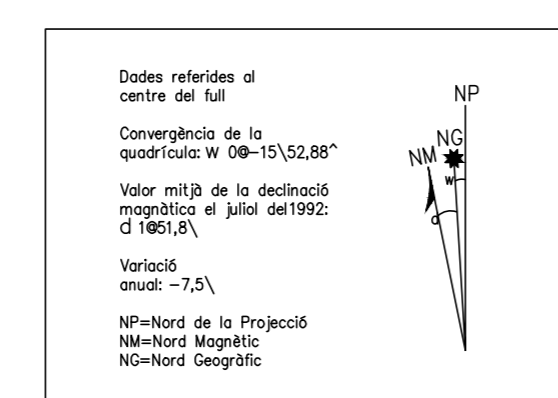 Dades referides al
centre del full
Convergència de la
quadrícula: W 0@-15\52,88^
Valor mitjà de la declinació
magnàtica el juliol del1992:
d 1@51,8\
Variació
anual: -7,5\
NP=Nord de la Projecció
NM=Nord Magnètic
NG=Nord Geogràfic
NP
NG
NM
w
d